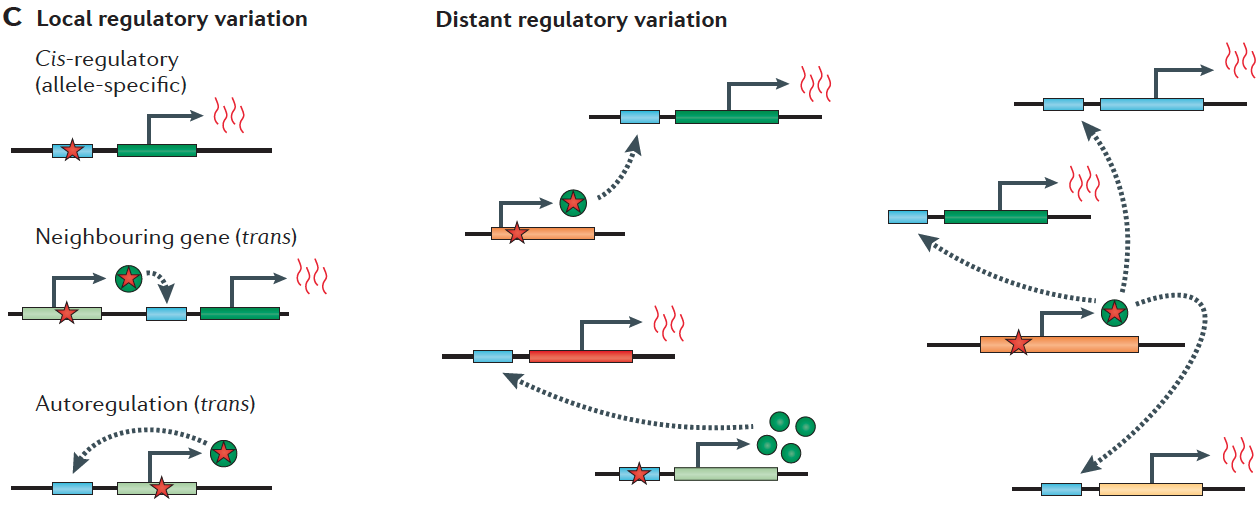 C Local regulatory variation
Distant regulatory variation
Cis-regulatory
(allele-specific)
Neighbouring gene (trans)
Autoregulation (trans)